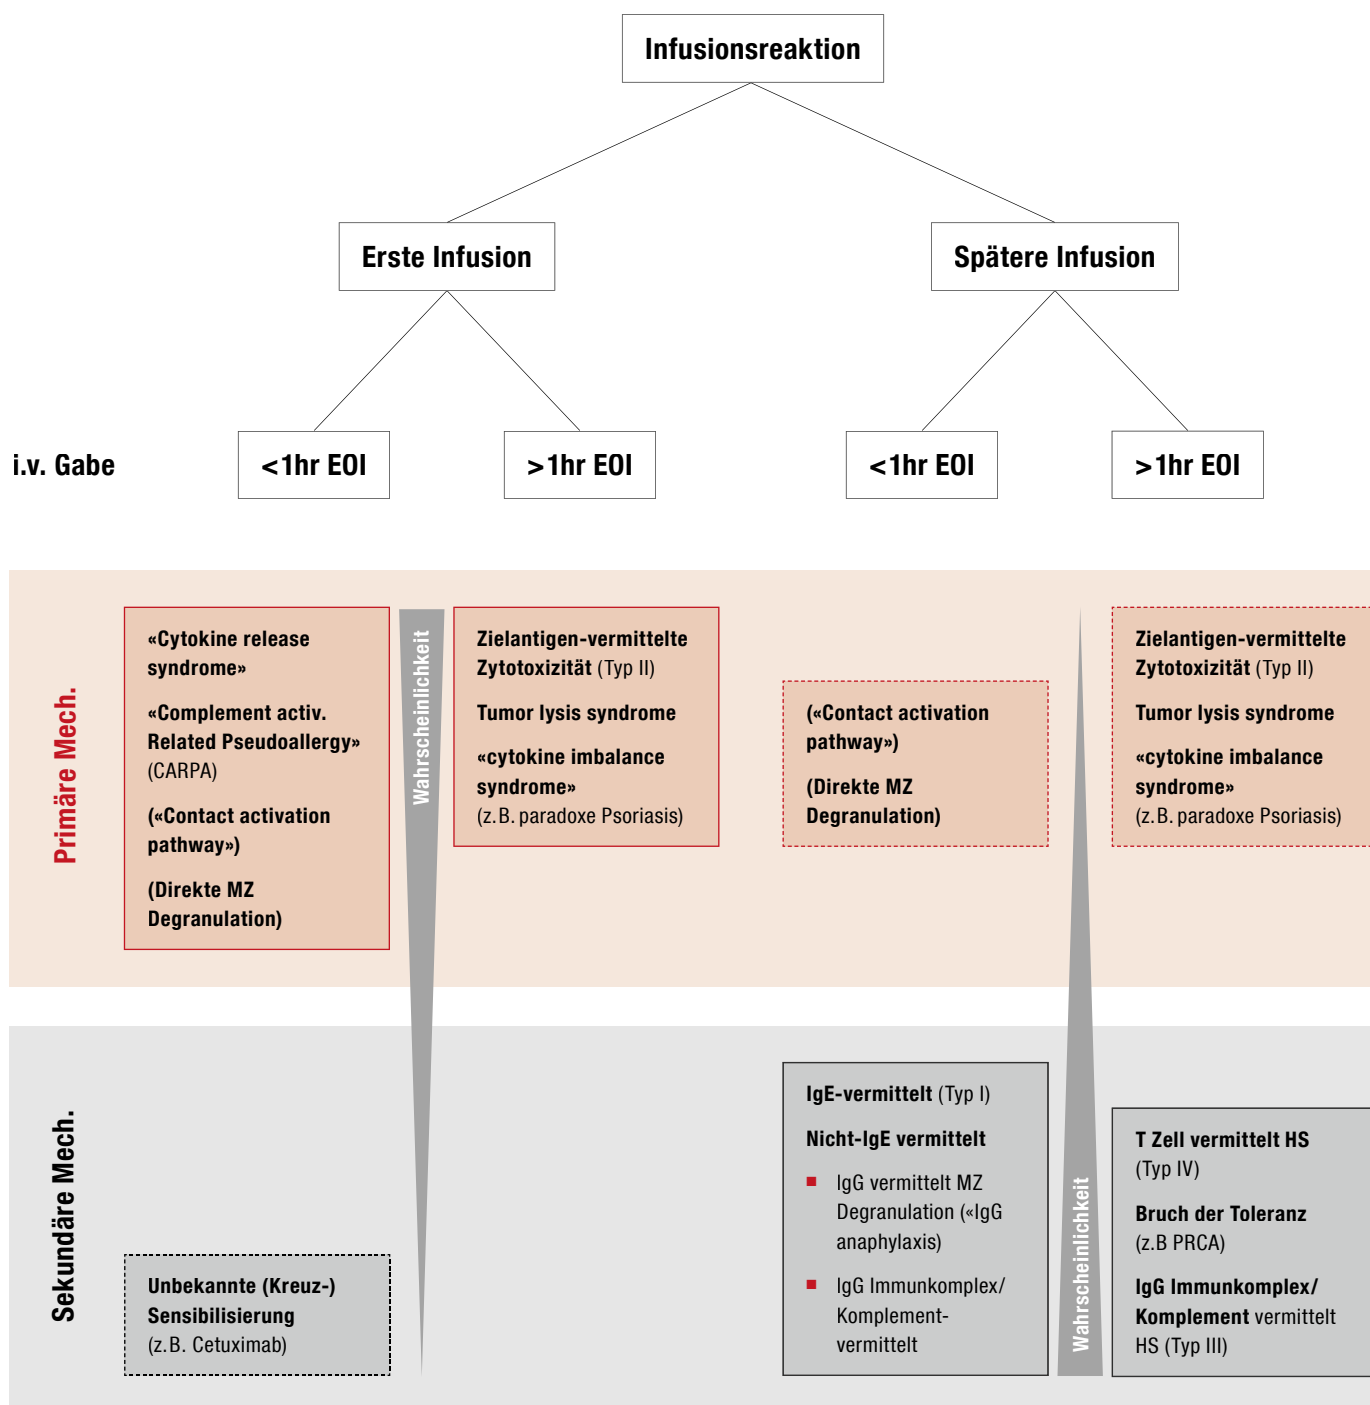 Infusionsreaktion
Erste Infusion
Spätere Infusion
i.v. Gabe
<1hr EOI
>1hr EOI
<1hr EOI
>1hr EOI
Primäre Mech.
«Cytokine release
syndrome»
«Complement activ.
Related Pseudoallergy»
(CARPA)
(«Contact activation
pathway»)
(Direkte MZ
Degranulation)
Wahrscheinlichkeit
Zielantigen-vermittelte
Zytotoxizität (Typ II)
Tumor lysis syndrome
«cytokine imbalance
syndrome»
(z.B. paradoxe Psoriasis)
(«Contact activation
pathway»)
(Direkte MZ
Degranulation)
Zielantigen-vermittelte
Zytotoxizität (Typ II)
Tumor lysis syndrome
«cytokine imbalance
syndrome»
(z.B. paradoxe Psoriasis)
Sekundäre Mech.
Unbekannte (Kreuz-)
Sensibilisierung
(z.B. Cetuximab)
IgE-vermittelt (Typ I)
Nicht-IgE vermittelt
IgG vermittelt MZ
Degranulation («IgG
anaphylaxis)
IgG Immunkomplex/
Komplement-
vermittelt
Wahrscheinlichkeit
T Zell vermittelt HS
(Typ IV)
Bruch der Toleranz
(z.B PRCA)
IgG Immunkomplex/
Komplement vermittelt
HS (Typ III)